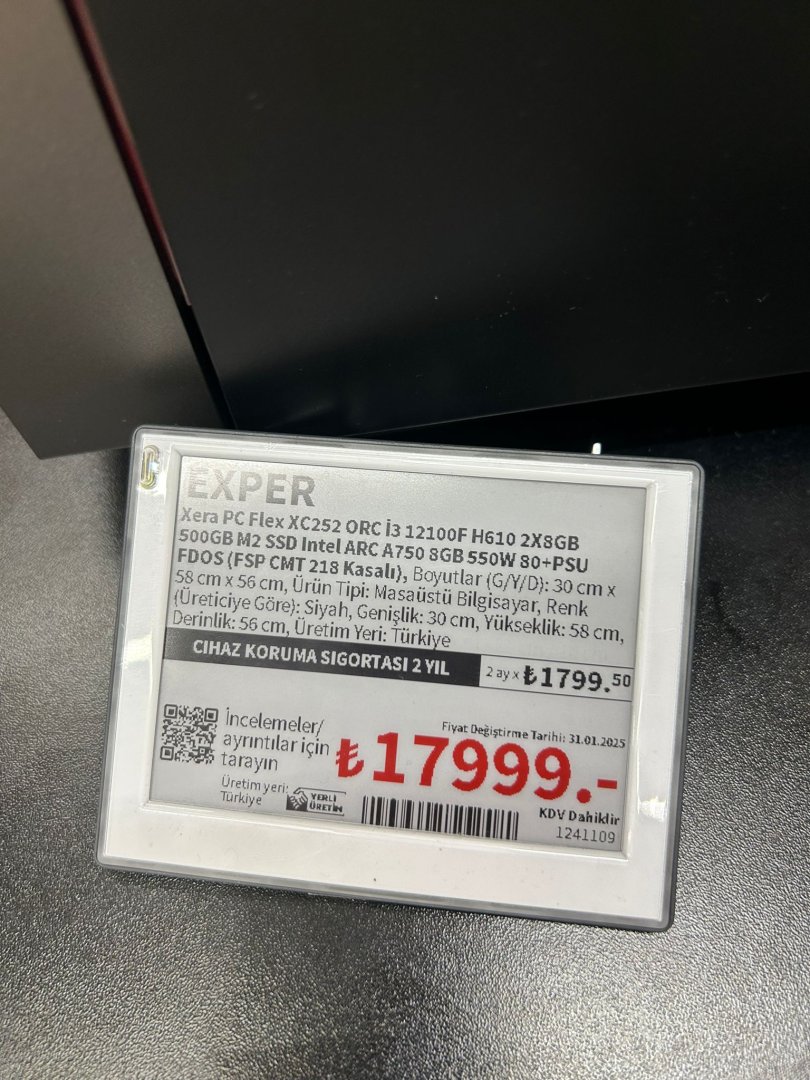 EXPER
Xera PC Flex XC252 ORC İ3 12100F H610 2X8GB
500GB M2 SSD Intel ARC A750 8GB 550W 80+PSU
FDOS (FSP CMT 218 Kasalı), Boyutlar (G/Y/D): 30 cm x
58 cm x 56 cm, Ürün Tipi: Masaüstü Bilgisayar, Renk
(Üreticiye Göre): Siyah, Genişlik: 30 cm, Yükseklik: 58 cm,
Derinlik: 56 cm, Üretim Yeri: Türkiye
CIHAZ KORUMA SIGORTASI 2 YIL
2 ay x ₺1799.50
İncelemeler/
ayrıntılar için
tarayın
Fiyat Değiştirme Tarihi: 31.01.2025
₺17999.-
Üretim yeri:
Türkiye
YERLİ
ÜRETİM
KDV Dahiklir
1241109